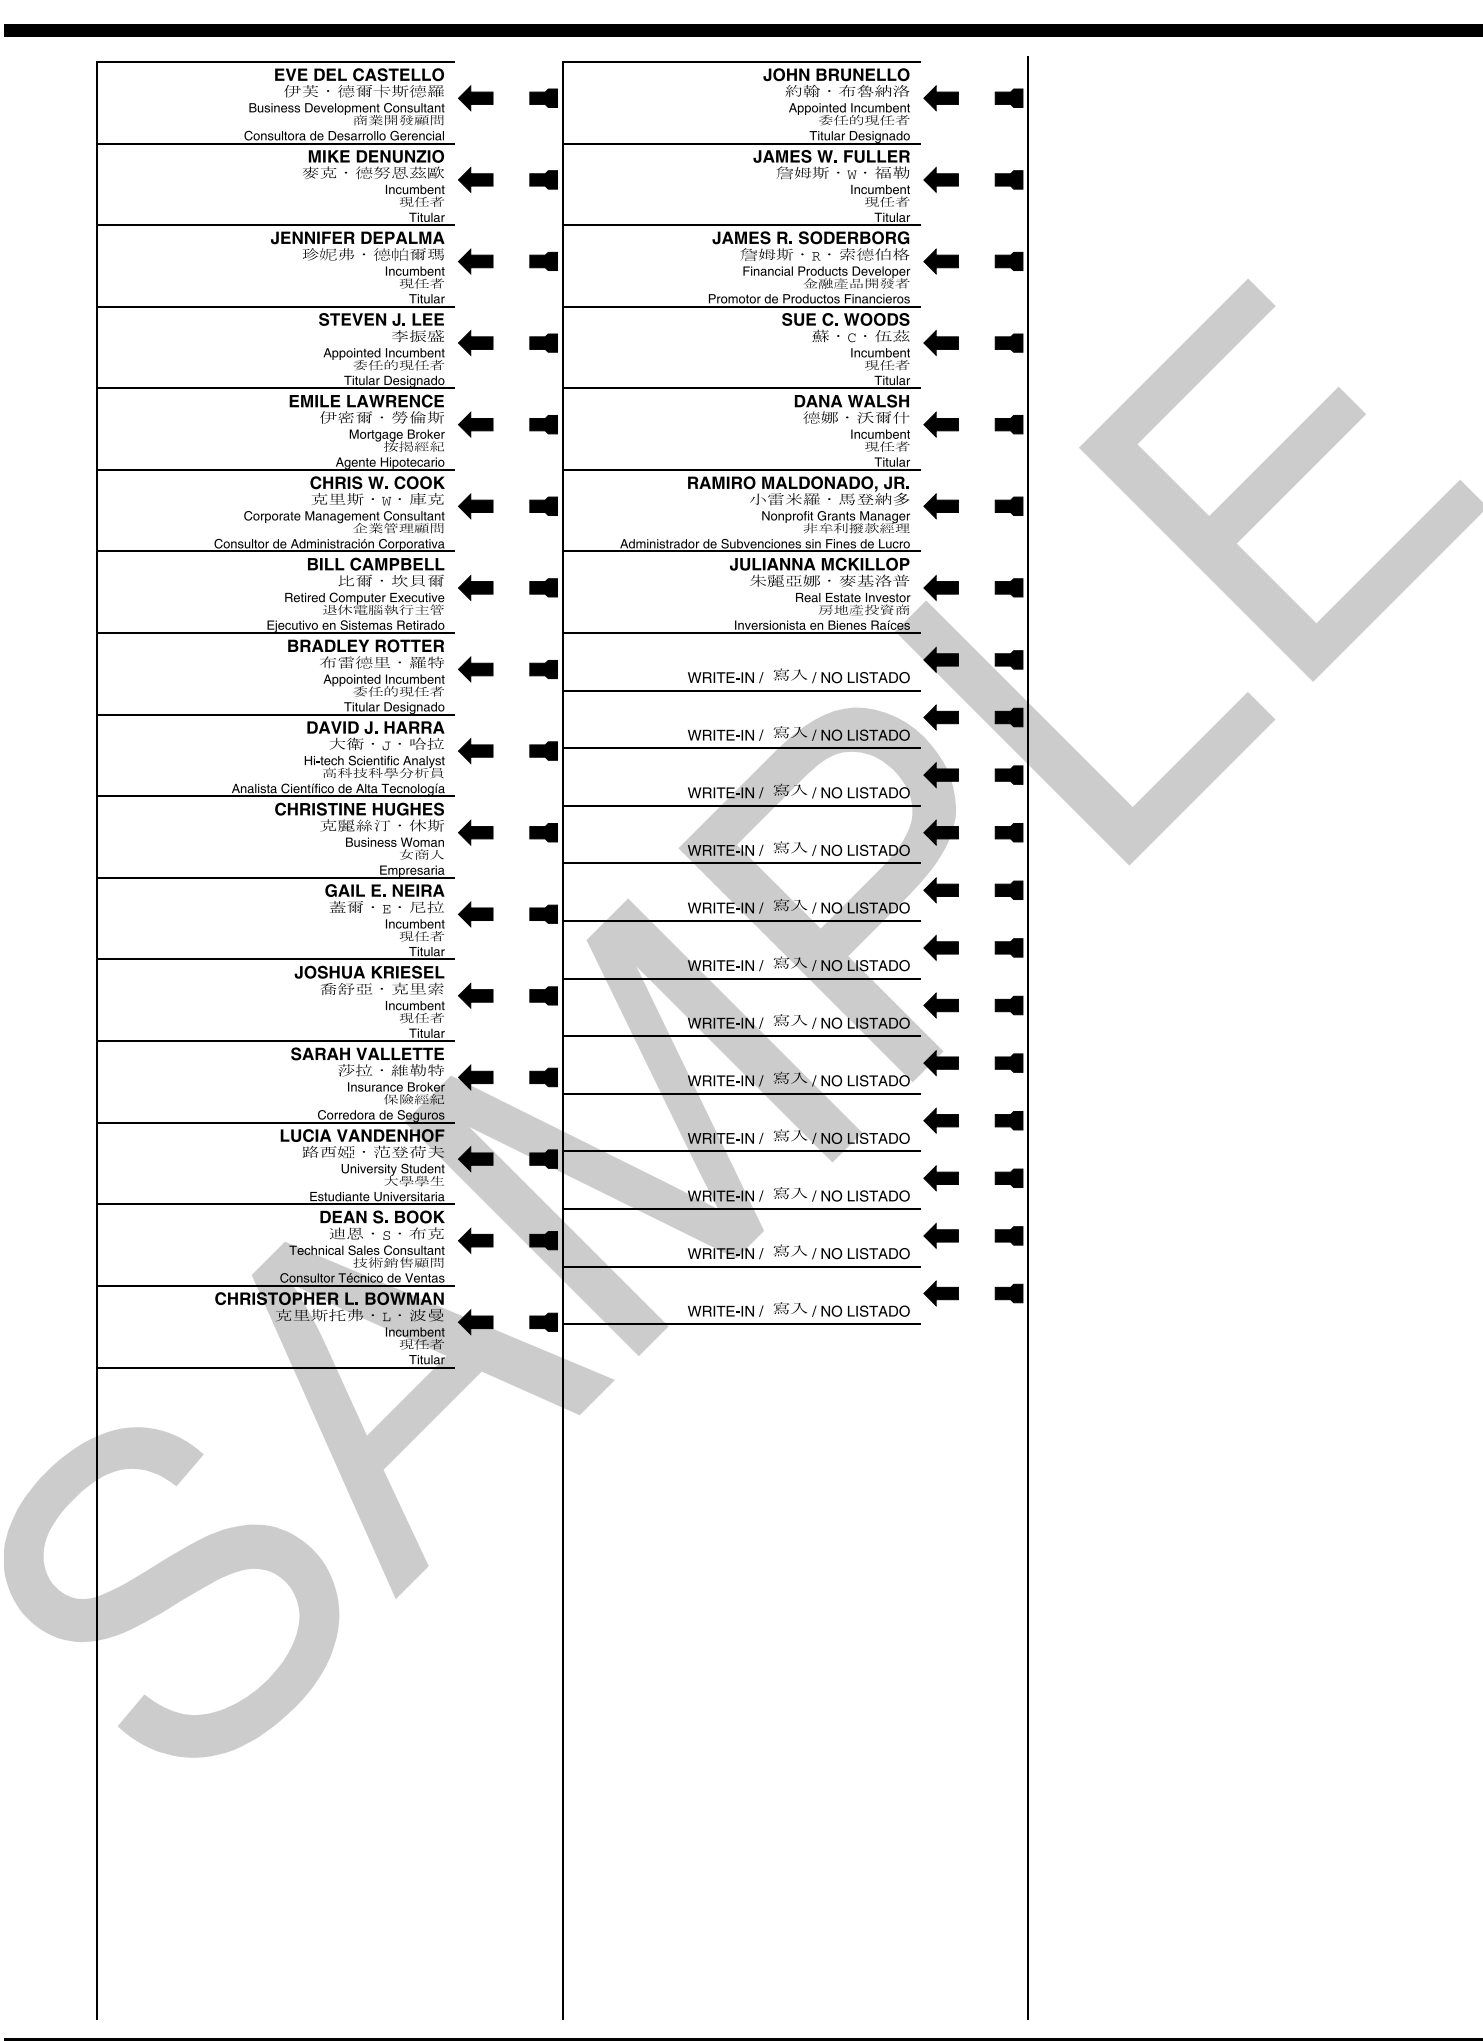 EVE DEL CASTELLO
伊芙‧德爾卡斯德羅
Business Development Consultant
商業開發顧問
Consultora de Desarrollo Gerencial
MIKE DENUNZIO
麥克‧德努恩茲歐
Incumbent
現任者
Titular
JENNIFER DEPALMA
珍妮弗‧德帕爾瑪
Incumbent
現任者
Titular
STEVEN J. LEE
李振盛
Appointed Incumbent
委任的現任者
Titular Designado
EMILE LAWRENCE
伊密爾‧勞倫斯
Mortgage Broker
按揭經紀
Agente Hipotecario
CHRIS W. COOK
克里斯‧W‧庫克
Corporate Management Consultant
企業管理顧問
Consultor de Administración Corporativa
BILL CAMPBELL
比爾‧坎貝爾
Retired Computer Executive
退休電腦執行主管
Ejecutivo en Sistemas Retirado
BRADLEY ROTTER
布雷德里‧羅特
Appointed Incumbent
委任的現任者
Titular Designado
DAVID J. HARRA
大衛‧J‧哈拉
Hi-tech Scientific Analyst
高科技科學分析員
Analista Científico de Alta Tecnología
CHRISTINE HUGHES
克麗絲汀‧休斯
Business Woman
女商人
Empresaria
GAIL E. NEIRA
蓋爾‧E‧尼拉
Incumbent
現任者
Titular
JOSHUA KRIESEL
喬舒亞‧克里索
Incumbent
現任者
Titular
SARAH VALLETTE
莎拉‧維勒特
Insurance Broker
保險經紀
Corredora de Seguros
LUCIA VANDENHOF
路西婭‧范登荷夫
University Student
大學學生
Estudiante Universitaria
DEAN S. BOOK
迪恩‧S‧布克
Technical Sales Consultant
技術銷售顧問
Consultor Técnico de Ventas
CHRISTOPHER L. BOWMAN
克里斯托弗‧L‧波曼
Incumbent
現任者
Titular
JOHN BRUNELLO
約翰‧布魯納洛
Appointed Incumbent
委任的現任者
Titular Designado
JAMES W. FULLER
詹姆斯‧W‧福勒
Incumbent
現任者
Titular
JAMES R. SODERBORG
詹姆斯‧R‧索德伯格
Financial Products Developer
金融產品開發者
Promotor de Productos Financieros
SUE C. WOODS
蘇‧C‧伍茲
Incumbent
現任者
Titular
DANA WALSH
德娜‧沃爾什
Incumbent
現任者
Titular
RAMIRO MALDONADO, JR.
小雷米羅‧馬登納多
Nonprofit Grants Manager
非牟利撥款經理
Administrador de Subvenciones sin Fines de Lucro
JULIANNA MCKILLOP
朱麗亞娜‧麥基洛普
Real Estate Investor
房地產投資商
Inversionista en Bienes Raíces
WRITE-IN / 寫入 / NO LISTADO
WRITE-IN / 寫入 / NO LISTADO
WRITE-IN / 寫入 / NO LISTADO
WRITE-IN / 寫入 / NO LISTADO
WRITE-IN / 寫入 / NO LISTADO
WRITE-IN / 寫入 / NO LISTADO
WRITE-IN / 寫入 / NO LISTADO
WRITE-IN / 寫入 / NO LISTADO
WRITE-IN / 寫入 / NO LISTADO
WRITE-IN / 寫入 / NO LISTADO
WRITE-IN / 寫入 / NO LISTADO
WRITE-IN / 寫入 / NO LISTADO
SAMPLE